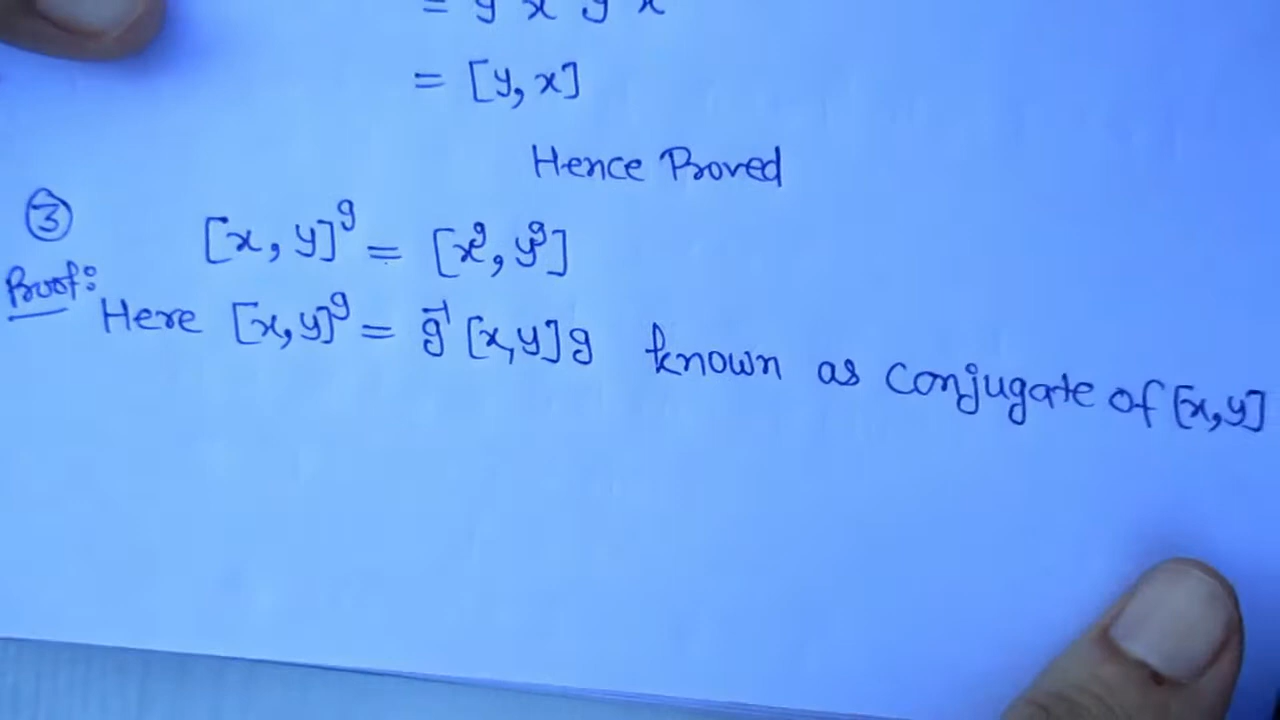 = y x y x
= [y, x]
Hence Proved
③ [x, y]^g = [x^g, y^g]
Proof:
Here [x,y]^g = g^-1 [x,y] g known as conjugate of [x,y]